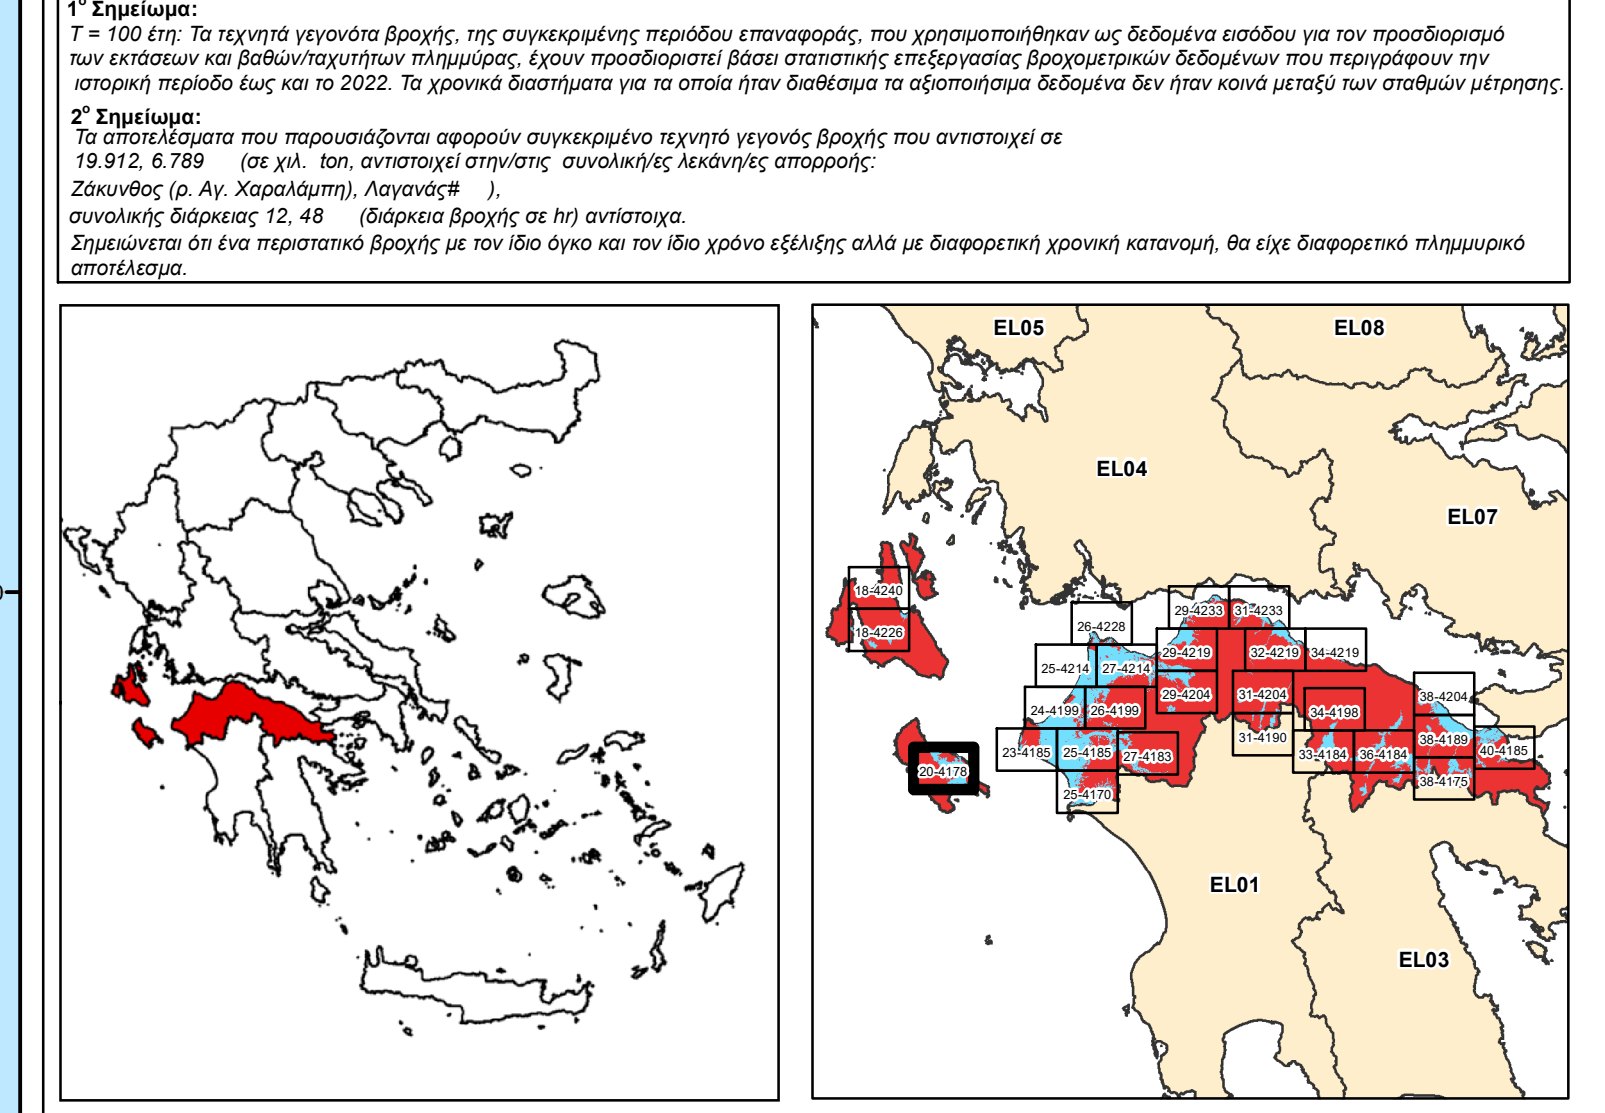 1ο Σημείωμα:
T = 100 έτη: Τα τεχνητά γεγονότα βροχής, της συγκεκριμένης περιόδου επαναφοράς, που χρησιμοποιήθηκαν ως δεδομένα εισόδου για τον προσδιορισμό
των εκτάσεων και βαθών/ταχυτήτων πλημμύρας, έχουν προσδιοριστεί βάσει στατιστικής επεξεργασίας βροχομετρικών δεδομένων που περιγράφουν την
ιστορική περίοδο έως και το 2022. Τα χρονικά διαστήματα για τα οποία ήταν διαθέσιμα τα αξιοποιήσιμα δεδομένα δεν ήταν κοινά μεταξύ των σταθμών μέτρησης.
2ο Σημείωμα:
Τα αποτελέσματα που παρουσιάζονται αφορούν συγκεκριμένο τεχνητό γεγονός βροχής που αντιστοιχεί σε
19.912, 6.789 (σε χιλ. ton, αντιστοιχεί στην/στις συνολική/ες λεκάνη/ες απορροής:
Ζάκυνθος (ρ. Αγ. Χαραλάμπη), Λαγανάς# ),
συνολικής διάρκειας 12, 48 (διάρκεια βροχής σε hr) αντίστοιχα.
Σημειώνεται ότι ένα περιστατικό βροχής με τον ίδιο όγκο και τον ίδιο χρόνο εξέλιξης αλλά με διαφορετική χρονική κατανομή, θα είχε διαφορετικό πλημμυρικό
αποτέλεσμα.
EL05
EL08
EL04
EL07
18-4240
29-4233
31-4233
26-4228
18-4226
29-4219
32-4219
34-4219
25-4214
27-4214
29-4204
31-4204
38-4204
24-4199
26-4199
34-4198
31-4190
38-4189
23-4185
25-4185
27-4183
33-4184
36-4184
40-4185
20-4178
38-4175
25-4170
EL01
EL03